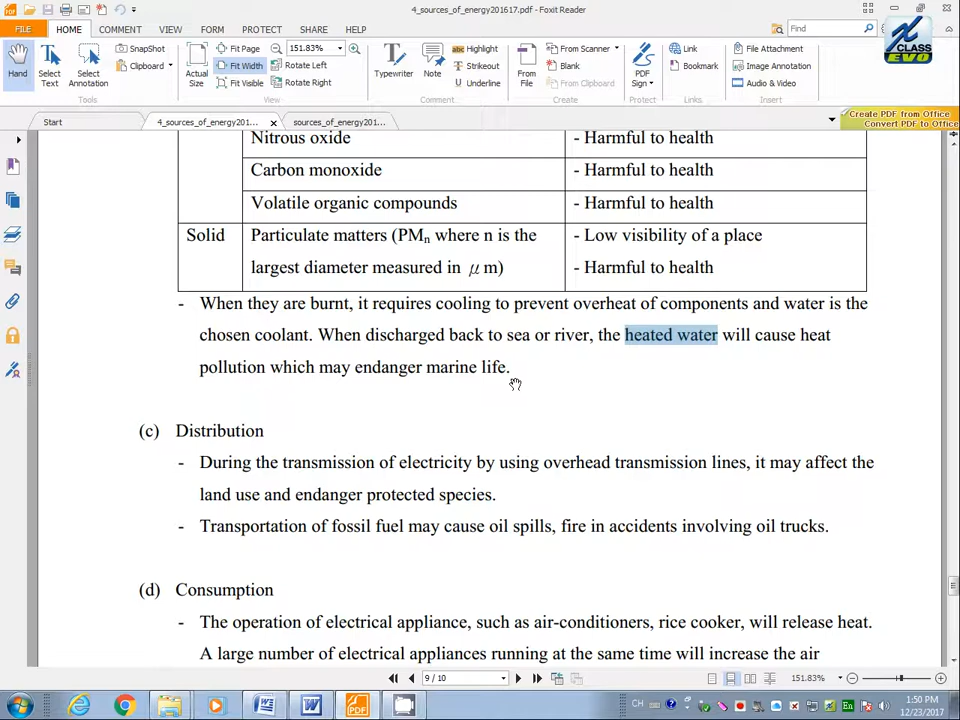 4_sources_of_energy201617.pdf - Foxit Reader
FILE HOME COMMENT VIEW FORM PROTECT SHARE HELP
Find
CLASS
EVO
Hand
Select Text
Select Annotation
SnapShot
Clipboard
Tools
Actual Size
Fit Page
Fit Width
Fit Visible
151.83%
Rotate Left
Rotate Right
View
Typewriter
Note
Highlight
Strikeout
Underline
Comment
From File
From Scanner
Blank
From Clipboard
Create
PDF Sign
Protect
Link
Bookmark
Links
File Attachment
Image Annotation
Audio & Video
Insert
Start
4_sources_of_energy201...
sources_of_energy201...
Create PDF from Office
Convert PDF to Office
Nitrous oxide - Harmful to health
Carbon monoxide - Harmful to health
Volatile organic compounds - Harmful to health
Solid Particulate matters (PMn where n is the - Low visibility of a place
largest diameter measured in μm) - Harmful to health
- When they are burnt, it requires cooling to prevent overheat of components and water is the
chosen coolant. When discharged back to sea or river, the heated water will cause heat
pollution which may endanger marine life.
(c) Distribution
- During the transmission of electricity by using overhead transmission lines, it may affect the
land use and endanger protected species.
- Transportation of fossil fuel may cause oil spills, fire in accidents involving oil trucks.
(d) Consumption
- The operation of electrical appliance, such as air-conditioners, rice cooker, will release heat.
A large number of electrical appliances running at the same time will increase the air
9 / 10
151.83%
CH
En
1:50 PM
12/23/2017